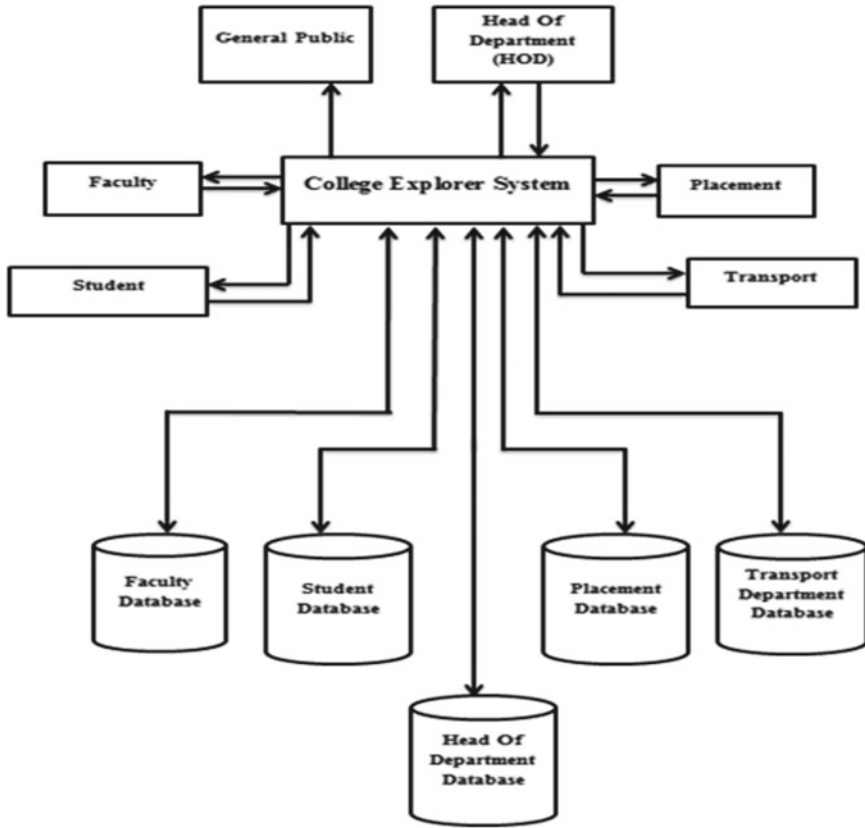 General Public
Head Of
Department
(HOD)
Faculty
College Explorer System
Placement
Student
Transport
Faculty
Database
Student
Database
Placement
Database
Transport
Department
Database
Head Of
Department
Database